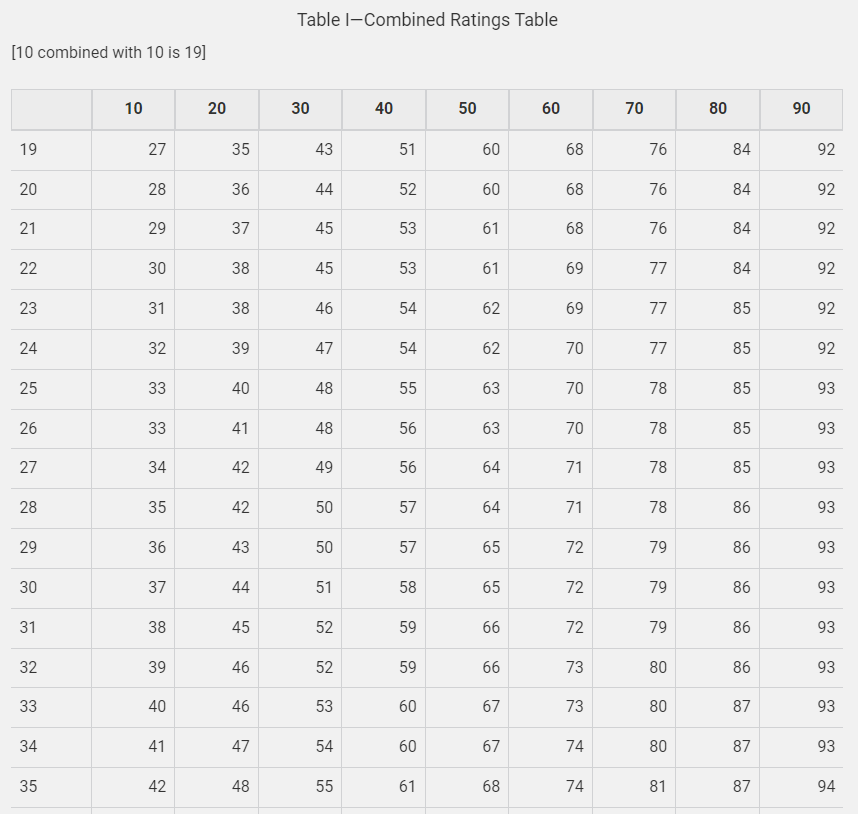 Table I—Combined Ratings Table
[10 combined with 10 is 19]
10 20 30 40 50 60 70 80 90
19 27 35 43 51 60 68 76 84 92
20 28 36 44 52 60 68 76 84 92
21 29 37 45 53 61 68 76 84 92
22 30 38 45 53 61 69 77 84 92
23 31 38 46 54 62 69 77 85 92
24 32 39 47 54 62 70 77 85 92
25 33 40 48 55 63 70 78 85 93
26 33 41 48 56 63 70 78 85 93
27 34 42 49 56 64 71 78 85 93
28 35 42 50 57 64 71 78 86 93
29 36 43 50 57 65 72 79 86 93
30 37 44 51 58 65 72 79 86 93
31 38 45 52 59 66 72 79 86 93
32 39 46 52 59 66 73 80 86 93
33 40 46 53 60 67 73 80 87 93
34 41 47 54 60 67 74 80 87 93
35 42 48 55 61 68 74 81 87 94